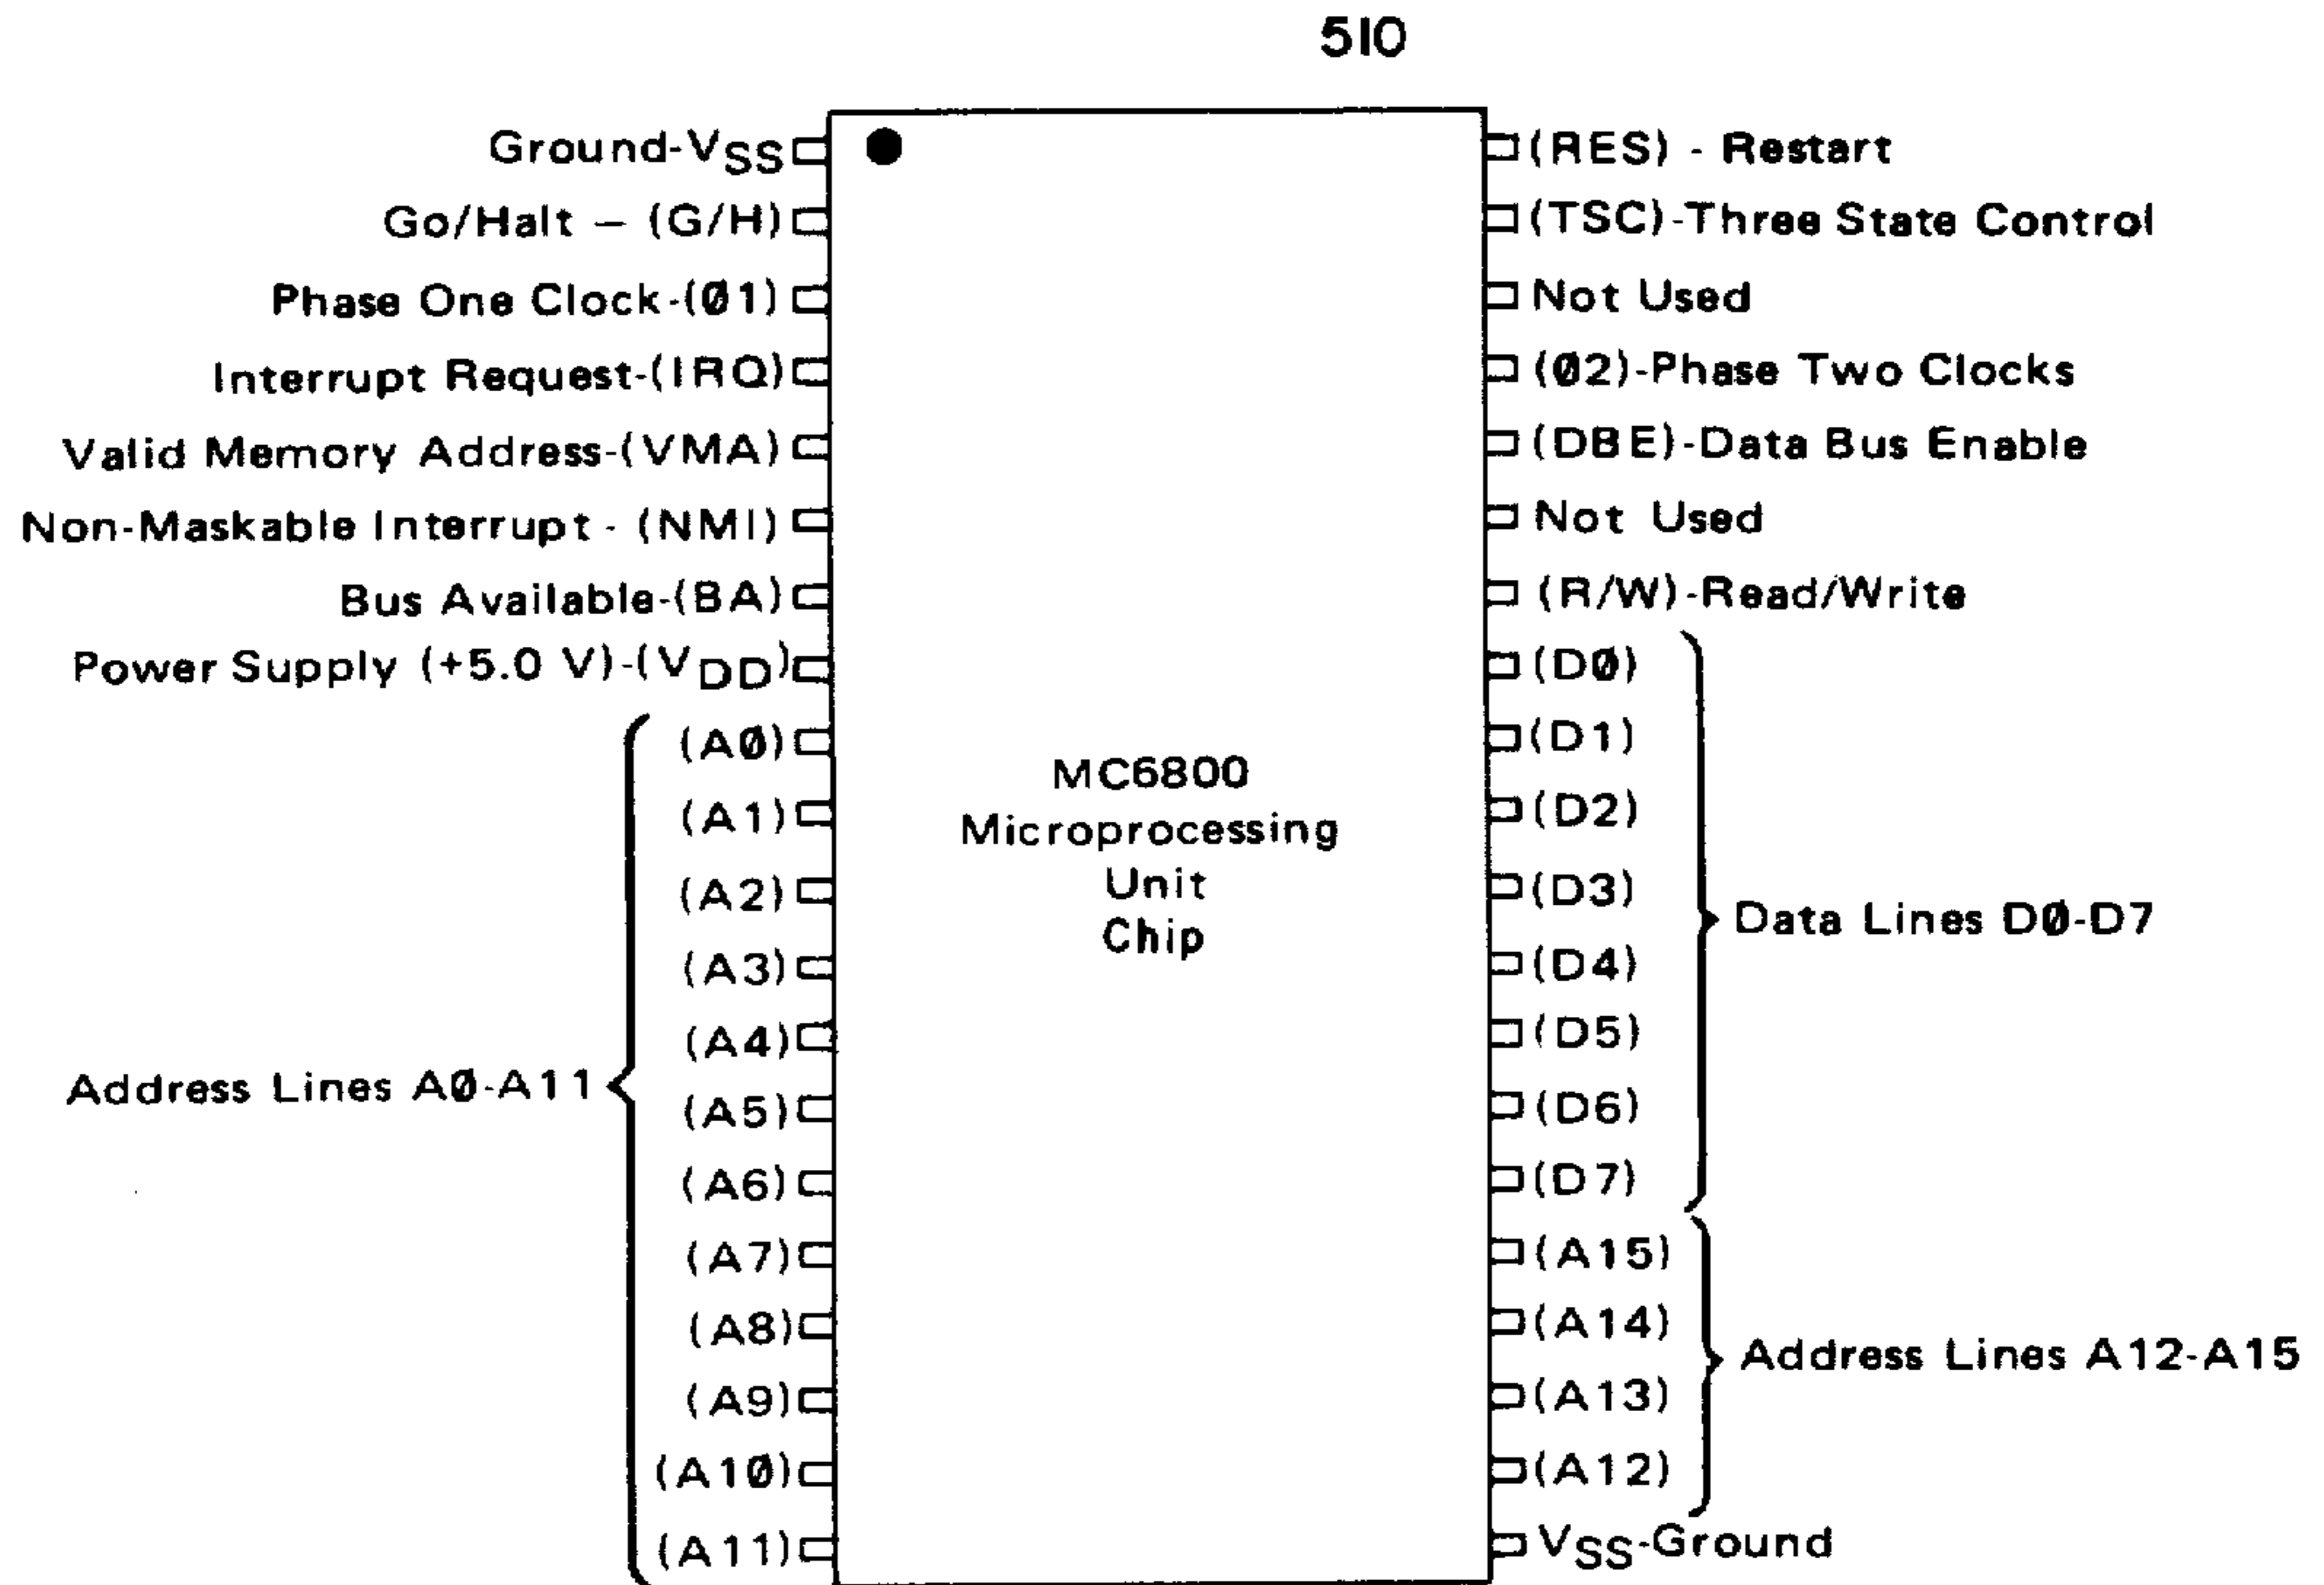 510
Ground-VSS
Go/Halt – (G/H)
Phase One Clock-(Ø1)
Interrupt Request-(IRQ)
Valid Memory Address-(VMA)
Non-Maskable Interrupt - (NMI)
Bus Available-(BA)
Power Supply (+5.0 V)-(VDD)
(AØ)
(A1)
(A2)
(A3)
(A4)
(A5)
(A6)
(A7)
(A8)
(A9)
(A1Ø)
(A11)
Address Lines AØ-A11
MC6800
Microprocessing
Unit
Chip
(RES) - Restart
(TSC)-Three State Control
Not Used
(Ø2)-Phase Two Clocks
(DBE)-Data Bus Enable
Not Used
(R/W)-Read/Write
(DØ)
(D1)
(D2)
(D3)
(D4)
(D5)
(D6)
(D7)
Data Lines DØ-D7
(A15)
(A14)
(A13)
(A12)
Address Lines A12-A15
VSS-Ground